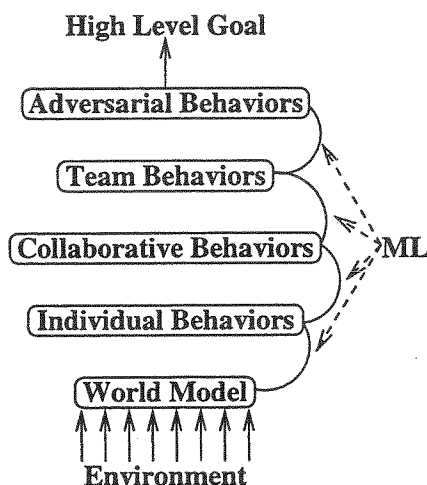 High Level Goal
Adversarial Behaviors
Team Behaviors
Collaborative Behaviors
ML
Individual Behaviors
World Model
Environment